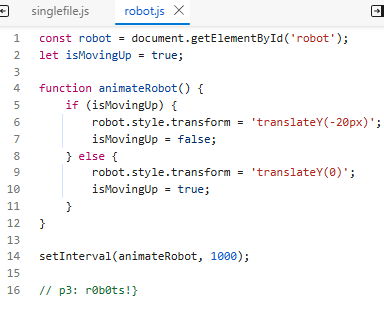 singlefile.js robot.js
1 const robot = document.getElementById('robot');
2 let isMovingUp = true;
3
4 function animateRobot() {
5     if (isMovingUp) {
6         robot.style.transform = 'translateY(-20px)';
7         isMovingUp = false;
8     } else {
9         robot.style.transform = 'translateY(0)';
10         isMovingUp = true;
11     }
12 }
13
14 setInterval(animateRobot, 1000);
15
16 // p3: r0b0ts!}